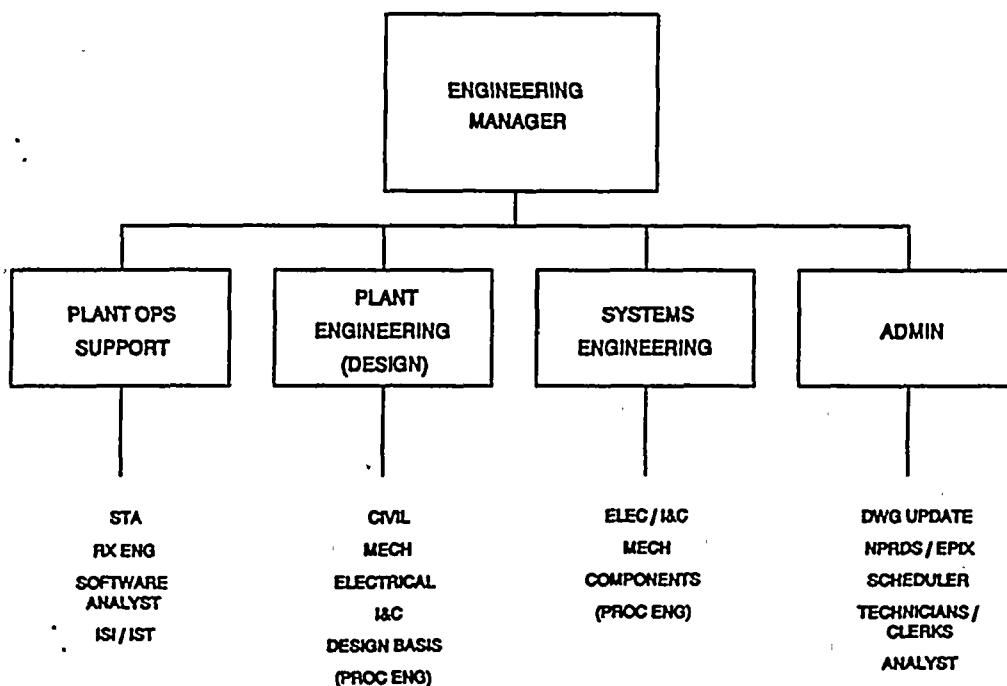 ENGINEERING
MANAGER
PLANT OPS
SUPPORT
PLANT
ENGINEERING
(DESIGN)
SYSTEMS
ENGINEERING
ADMIN
STA
RX ENG
SOFTWARE
ANALYST
ISI / IST
CIVIL
MECH
ELECTRICAL
I&C
DESIGN BASIS
(PROC ENG)
ELEC / I&C
MECH
COMPONENTS
(PROC ENG)
DWG UPDATE
NPRDS / EPIX
SCHEDULER
TECHNICIANS /
CLERKS
ANALYST